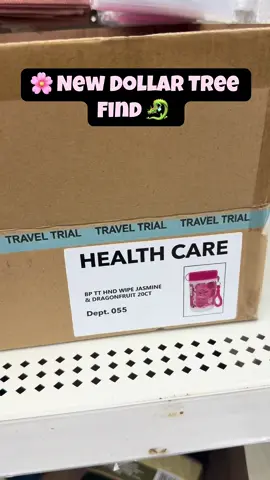 🌸 New Dollar Tree
Find 🐉
TRAVEL TRIAL TRAVEL TRIAL TRAVEL TRIAL
HEALTH CARE
BP TT HND WIPE JASMINE
& DRAGONFRUIT 20CT
Dept. 055